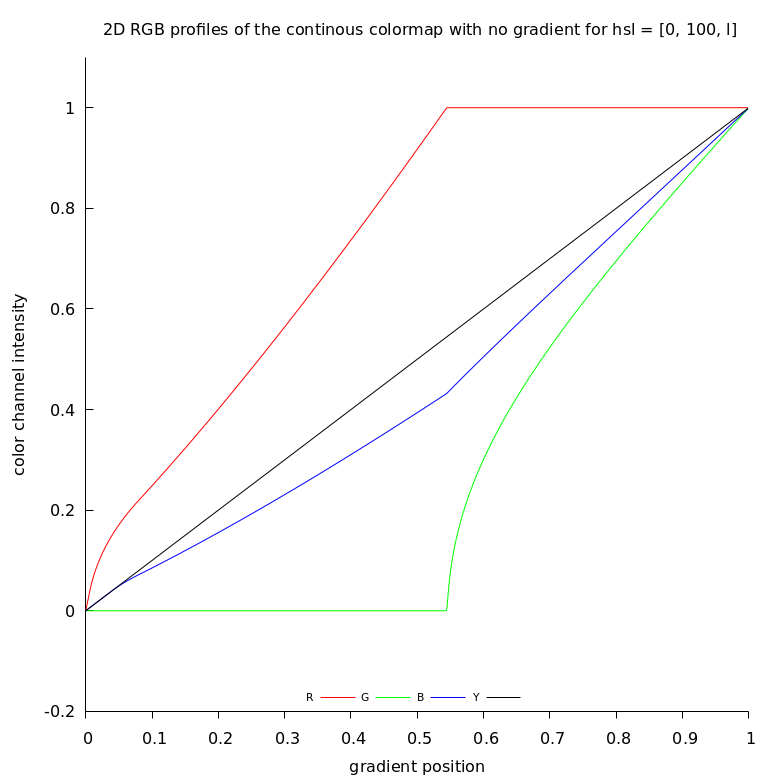 2D RGB profiles of the continous colormap with no gradient for hsl = [0, 100, l]
1
0.8
0.6
0.4
0.2
0
-0.2
color channel intensity
R G B Y
0 0.1 0.2 0.3 0.4 0.5 0.6 0.7 0.8 0.9 1
gradient position